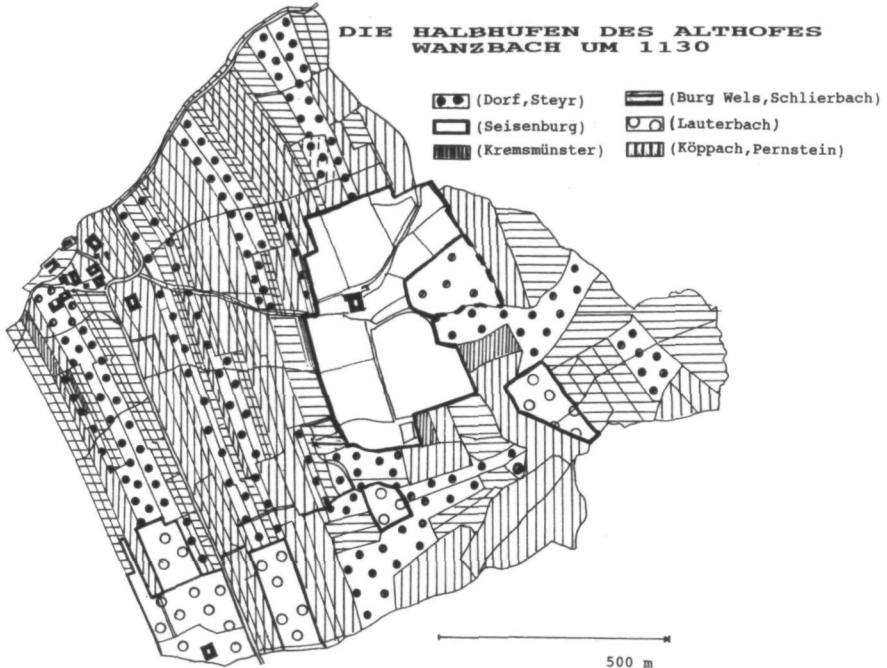 DIE HALBHUFEN DES ALTHOFES
WANZBACH UM 1130
(Dorf,Steyr)
(Burg Wels,Schlierbach)
(Seisenburg)
(Lauterbach)
(Kremsmünster)
(Köppach,Pernstein)
500 m